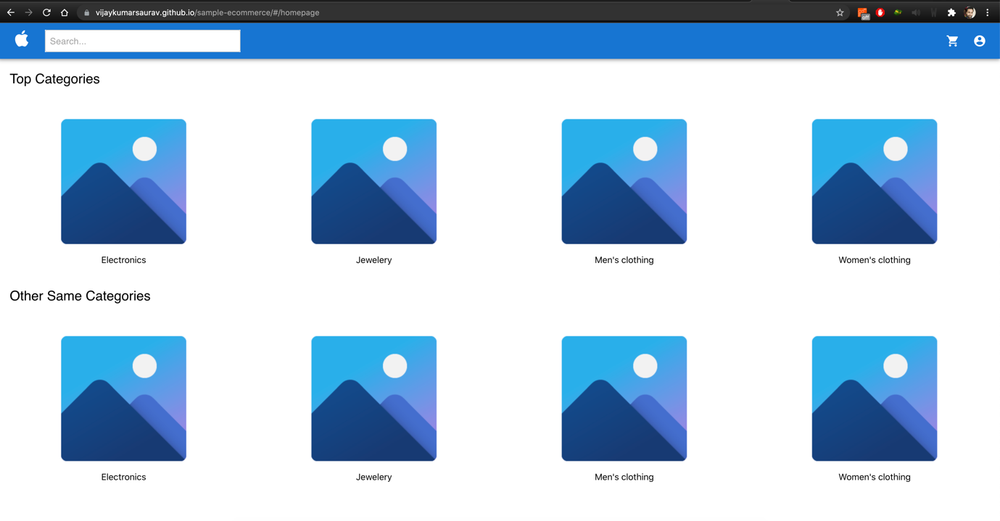 vijaykumarsaurav.github.io/sample-ecommerce/#/homepage
off
Search...
Top Categories
Electronics
Jewelery
Men's clothing
Women's clothing
Other Same Categories
Electronics
Jewelery
Men's clothing
Women's clothing